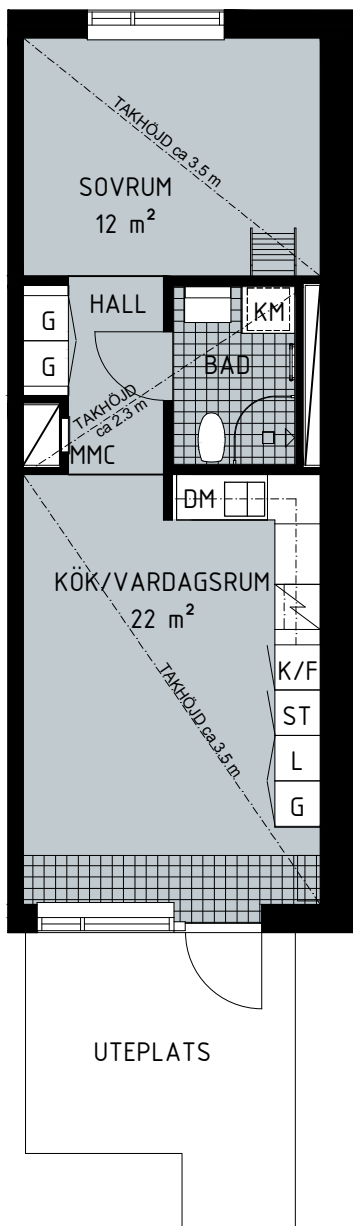 TAKHÖJD ca 3.5 m
SOVRUM
12 m²
HALL
G
G
KM
BAD
TAKHÖJD
ca 2.3 m
MMC
DM
KÖK/VARDAGSRUM
22 m²
TAKHÖJD ca 3.5 m
K/F
ST
L
G
UTEPLATS